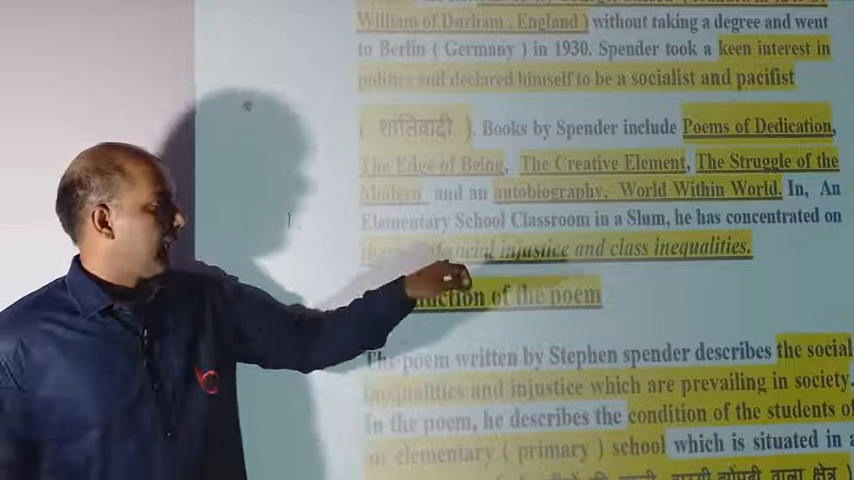 William of Durham , England ) without taking a degree and went
to Berlin ( Germany ) in 1930. Spender took a keen interest in
politics and declared himself to be a socialist and pacifist
( शांतिवादी ). Books by Spender include Poems of Dedication,
The Edge of Being, The Creative Element, The Struggle of the
Modern and an autobiography, World Within World. In, An
Elementary School Classroom in a Slum, he has concentrated on
social injustice and class inequalities.
of the poem
The poem written by Stephen spender, describe the social
inequalities and injustice which are prevailing in society.
In the poem, he describes the condition of the students
or elementary ( primary ) school which is situated in